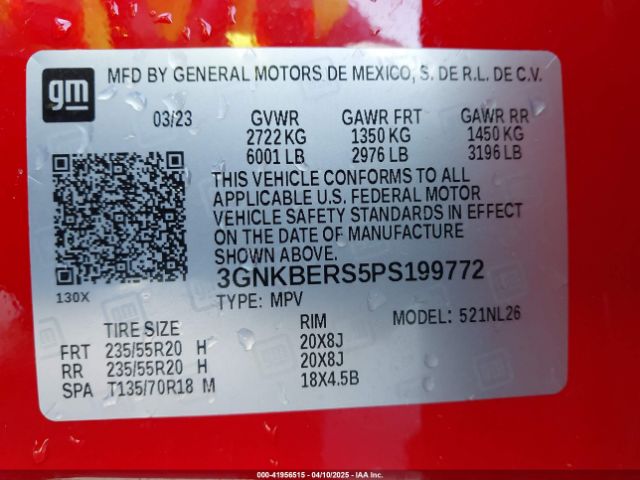 gm
MFD BY GENERAL MOTORS DE MEXICO, S. DE R.L. DE C.V.
03/23 GVWR GAWR FRT GAWR RR
2722 KG 1350 KG 1450 KG
6001 LB 2976 LB 3196 LB
THIS VEHICLE CONFORMS TO ALL
APPLICABLE U.S. FEDERAL MOTOR
VEHICLE SAFETY STANDARDS IN EFFECT
ON THE DATE OF MANUFACTURE
SHOWN ABOVE.
3GNKBERS5PS199772
130X
TYPE: MPV
MODEL: 521NL26
TIRE SIZE RIM
FRT 235/55R20 H 20X8J
RR 235/55R20 H 20X8J
SPA T135/70R18 M 18X4.5B
000-41956515 - 04/10/2025 - IAA Inc.